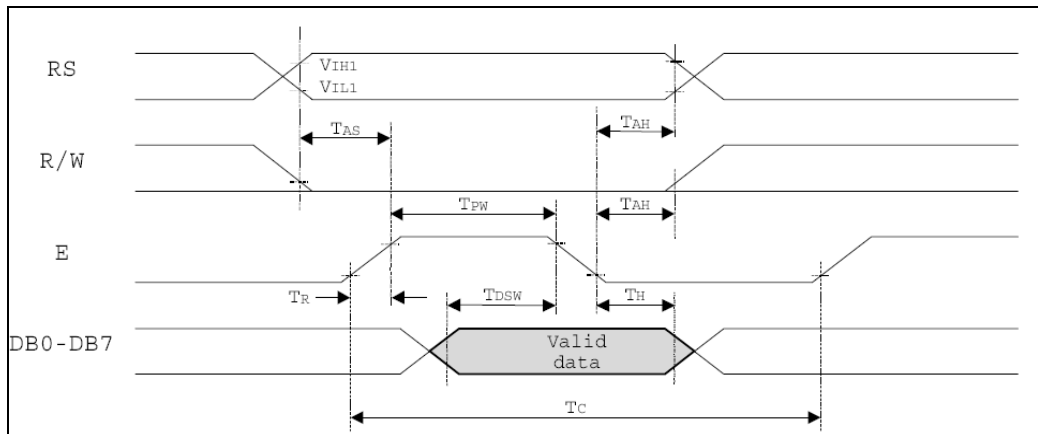 RS
VIH1
VIL1
TAS
TAH
R/W
TPW
TAH
E
TR
TDSW
TH
DB0-DB7
Valid
data
TC